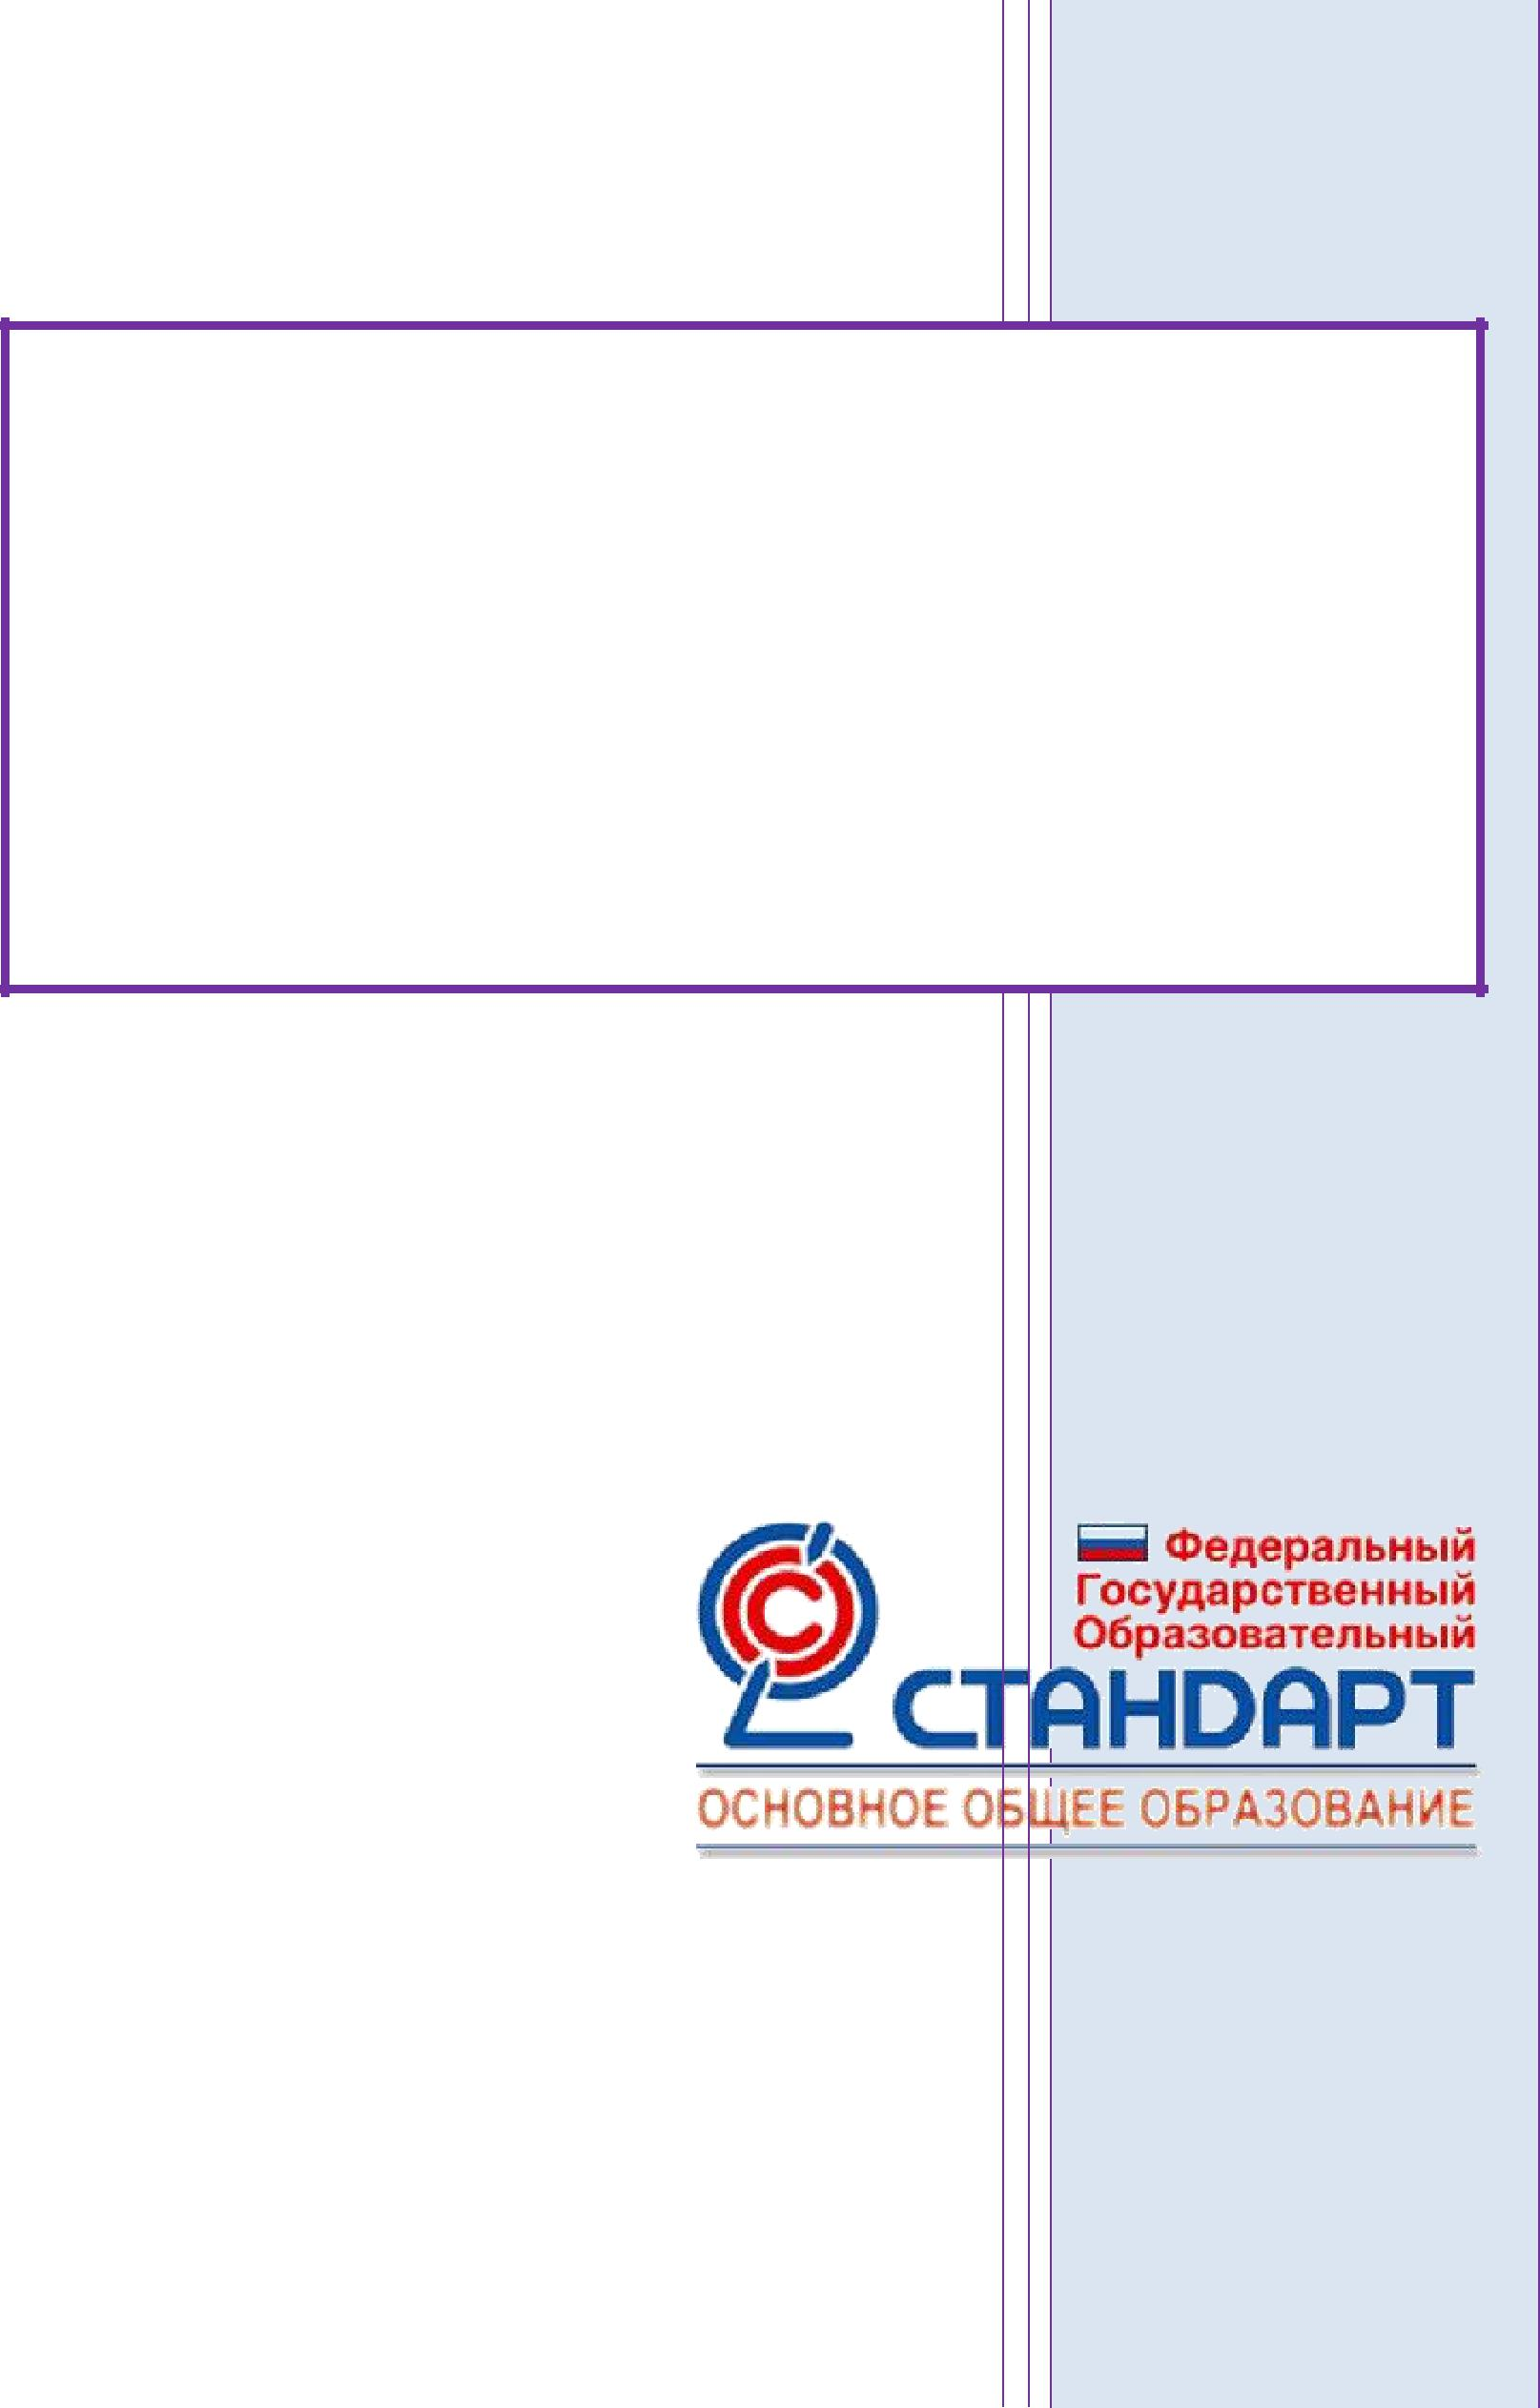 Федеральный
Государственный
Образовательный
СТАНДАРТ
ОСНОВНОЕ ОБЩЕЕ ОБРАЗОВАНИЕ